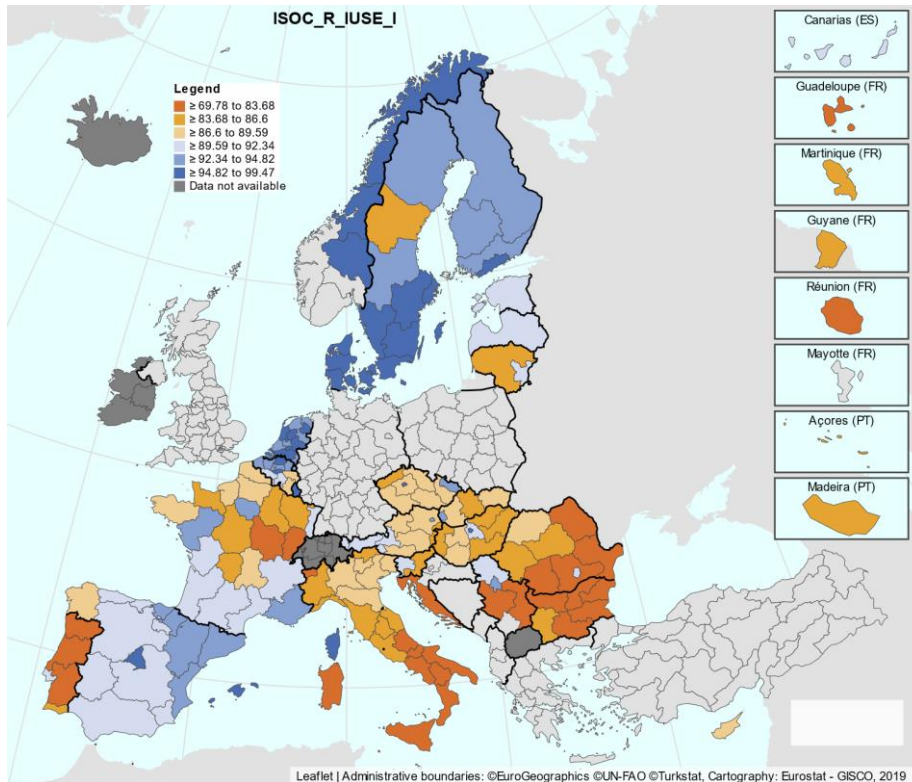 ISOC_R_IUSE_I
Legend
≥ 69.78 to 83.68
≥ 83.68 to 86.6
≥ 86.6 to 89.59
≥ 89.59 to 92.34
≥ 92.34 to 94.82
≥ 94.82 to 99.47
Data not available
Canarias (ES)
Guadeloupe (FR)
Martinique (FR)
Guyane (FR)
Réunion (FR)
Mayotte (FR)
Açores (PT)
Madeira (PT)
Leaflet | Administrative boundaries: ©EuroGeographics ©UN-FAO ©Turkstat, Cartography: Eurostat - GISCO, 2019